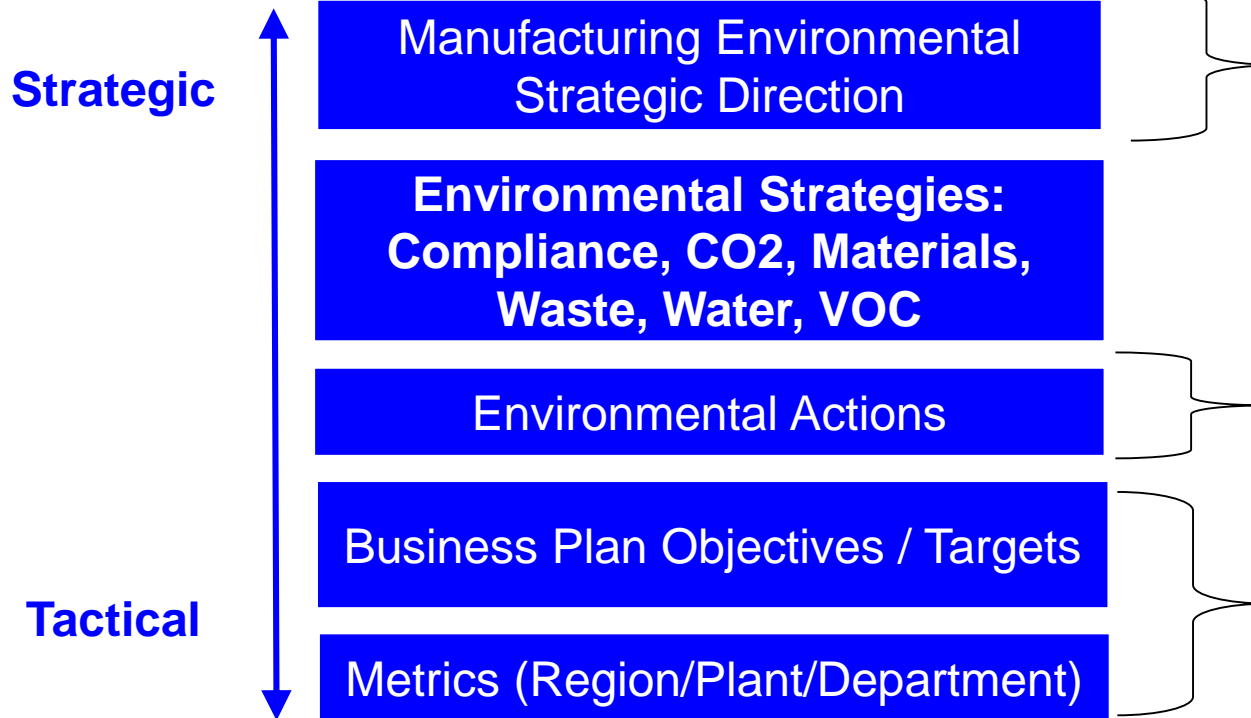 Strategic
Manufacturing Environmental
Strategic Direction
Environmental Strategies:
Compliance, CO2, Materials,
Waste, Water, VOC
Environmental Actions
Business Plan Objectives / Targets
Tactical
Metrics (Region/Plant/Department)